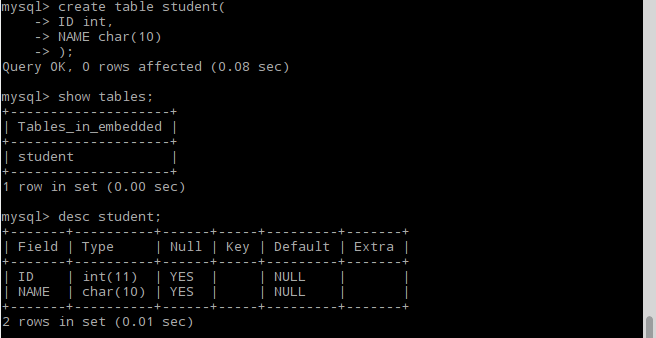 mysql> create table student(
    -> ID int,
    -> NAME char(10)
    -> );
Query OK, 0 rows affected (0.08 sec)

mysql> show tables;
+--------------------+
| Tables_in_embedded |
+--------------------+
| student            |
+--------------------+
1 row in set (0.00 sec)

mysql> desc student;
+-------+----------+------+-----+---------+-------+
| Field | Type     | Null | Key | Default | Extra |
+-------+----------+------+-----+---------+-------+
| ID    | int(11)  | YES  |     | NULL    |       |
| NAME  | char(10) | YES  |     | NULL    |       |
+-------+----------+------+-----+---------+-------+
2 rows in set (0.01 sec)